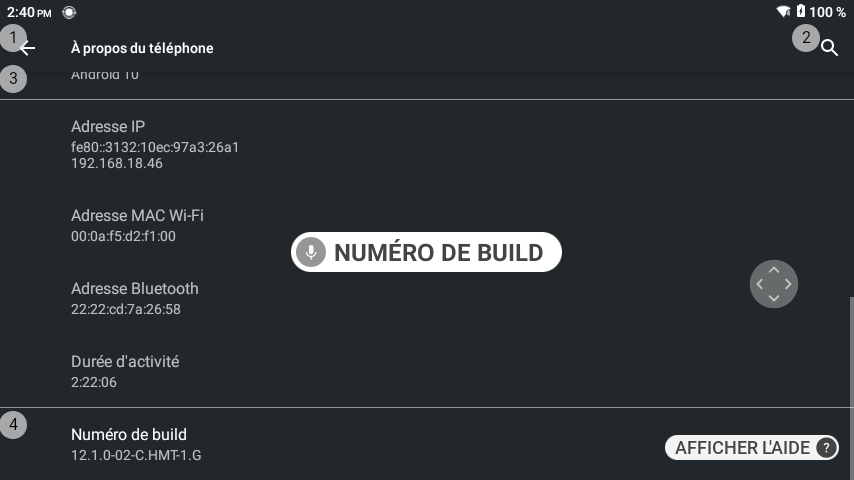 2:40 PM
100 %
1
À propos du téléphone
2
3
Android 10
Adresse IP
fe80::3132:10ec:97a3:26a1
192.168.18.46
Adresse MAC Wi-Fi
00:0a:f5:d2:f1:00
NUMÉRO DE BUILD
Adresse Bluetooth
22:22:cd:7a:26:58
Durée d'activité
2:22:06
4
Numéro de build
12.1.0-02-C.HMT-1.G
AFFICHER L'AIDE ?